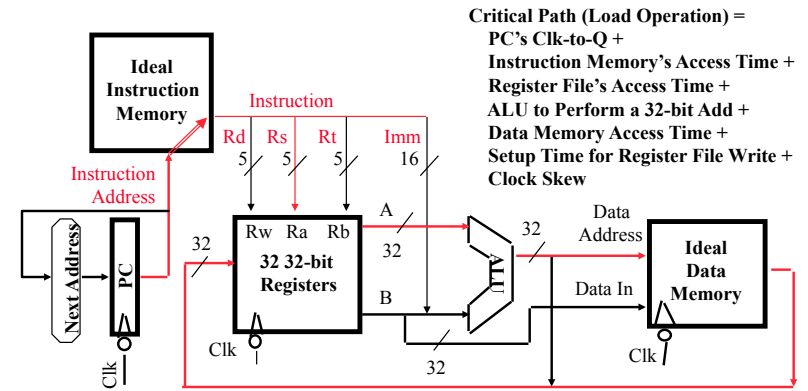 Critical Path (Load Operation) =
PC's Clk-to-Q +
Instruction Memory's Access Time +
Register File's Access Time +
ALU to Perform a 32-bit Add +
Data Memory Access Time +
Setup Time for Register File Write +
Clock Skew
Ideal
Instruction
Memory
Instruction
Rd
Rs
Rt
Imm
5
5
5
16
Instruction
Address
A
32
Rw Ra Rb
32 32-bit
Registers
32
B
32
ALU
32
Data
Address
Ideal
Data
Memory
Data In
Next Address
PC
Clk
Clk
Clk